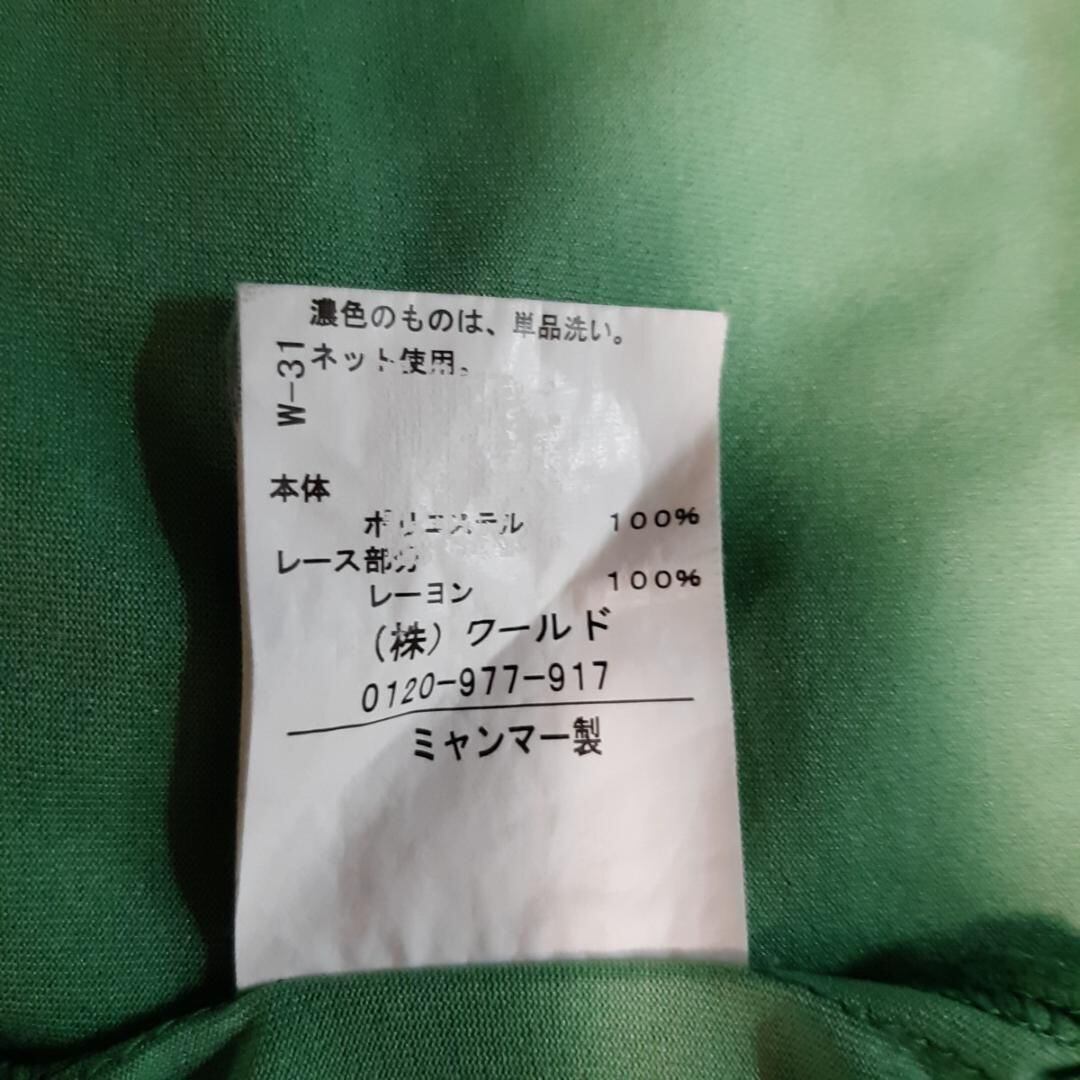 濃色のものは、単品洗い。
ネット使用。
W-31
本体
ポリエステル 100%
レース部分
レーヨン 100%
(株)ワールド
0120-977-917
ミャンマー製